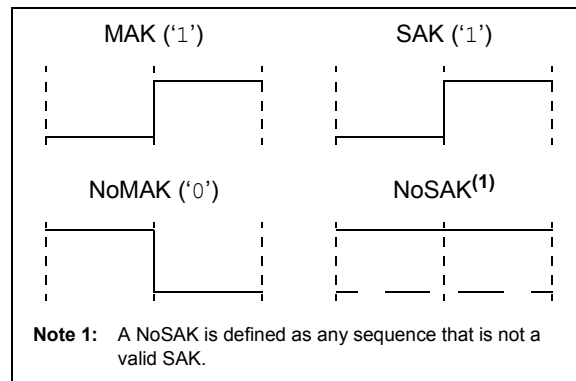 MAK (‘1’) SAK (‘1’)
NoMAK (‘0’) NoSAK(1)
Note 1: A NoSAK is defined as any sequence that is not a
valid SAK.